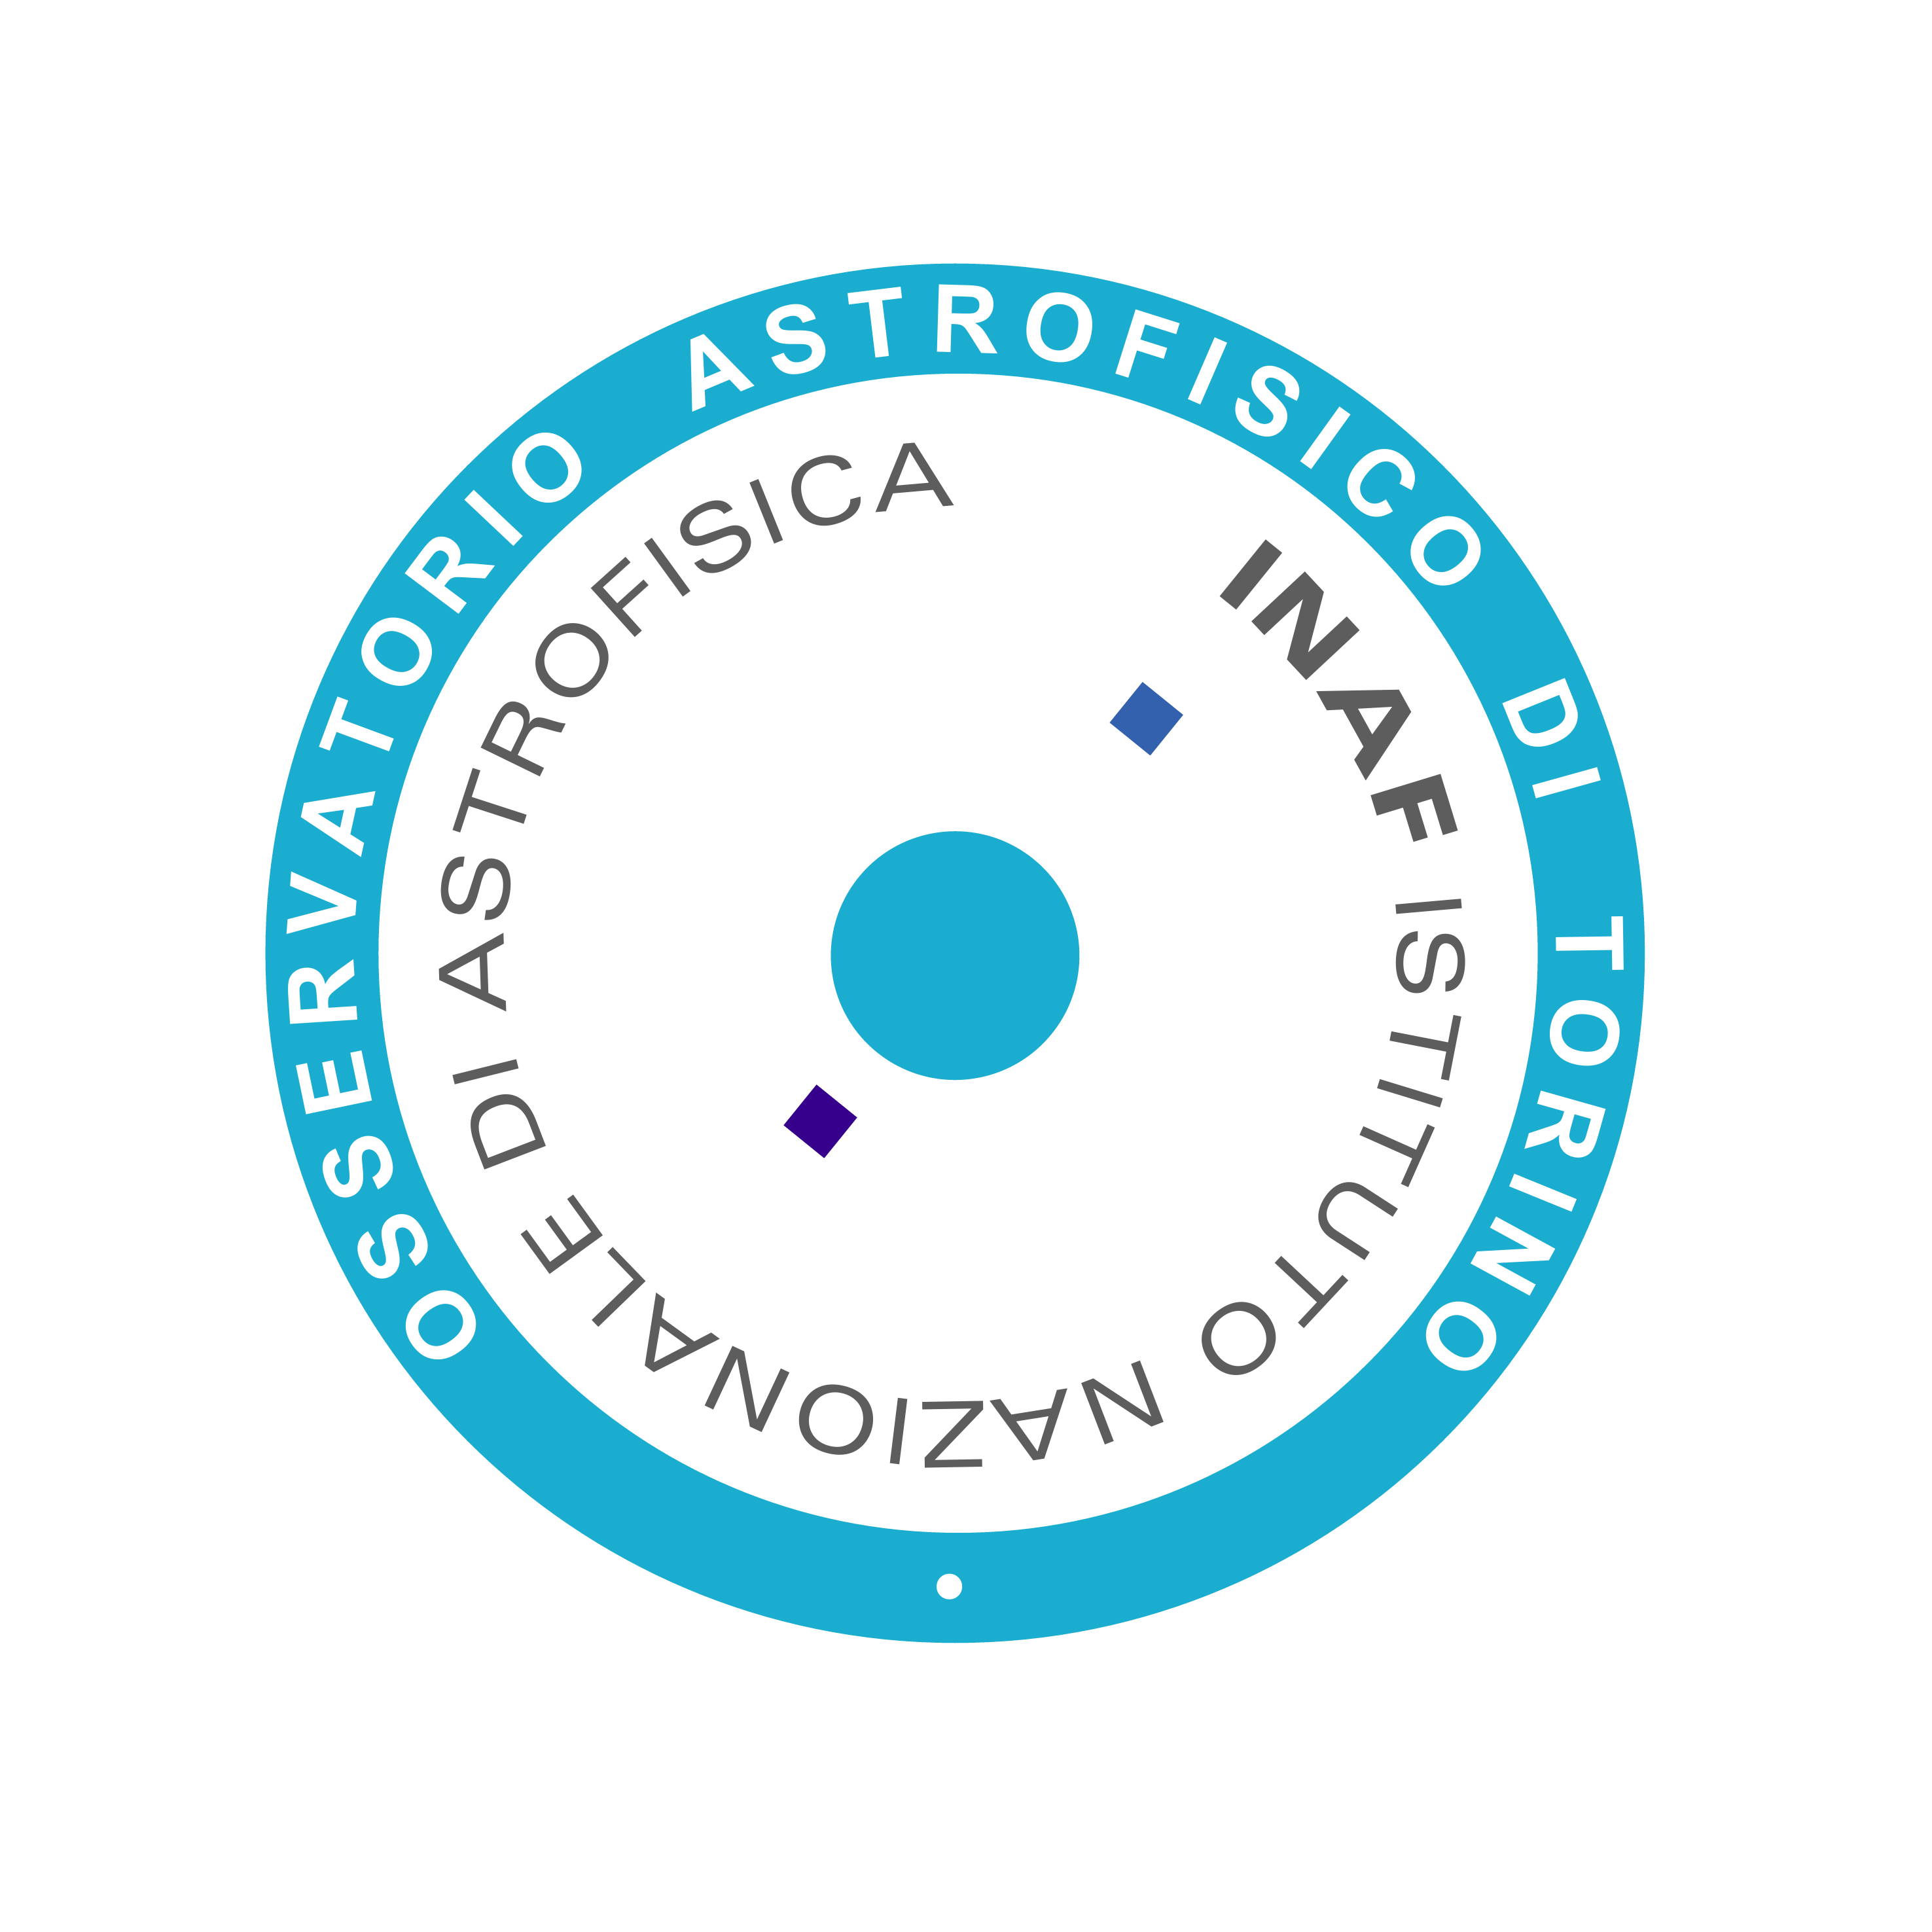 OSSERVATORIO ASTROFISICO DI TORINO
INAF ISTITUTO NAZIONALE DI ASTROFISICA